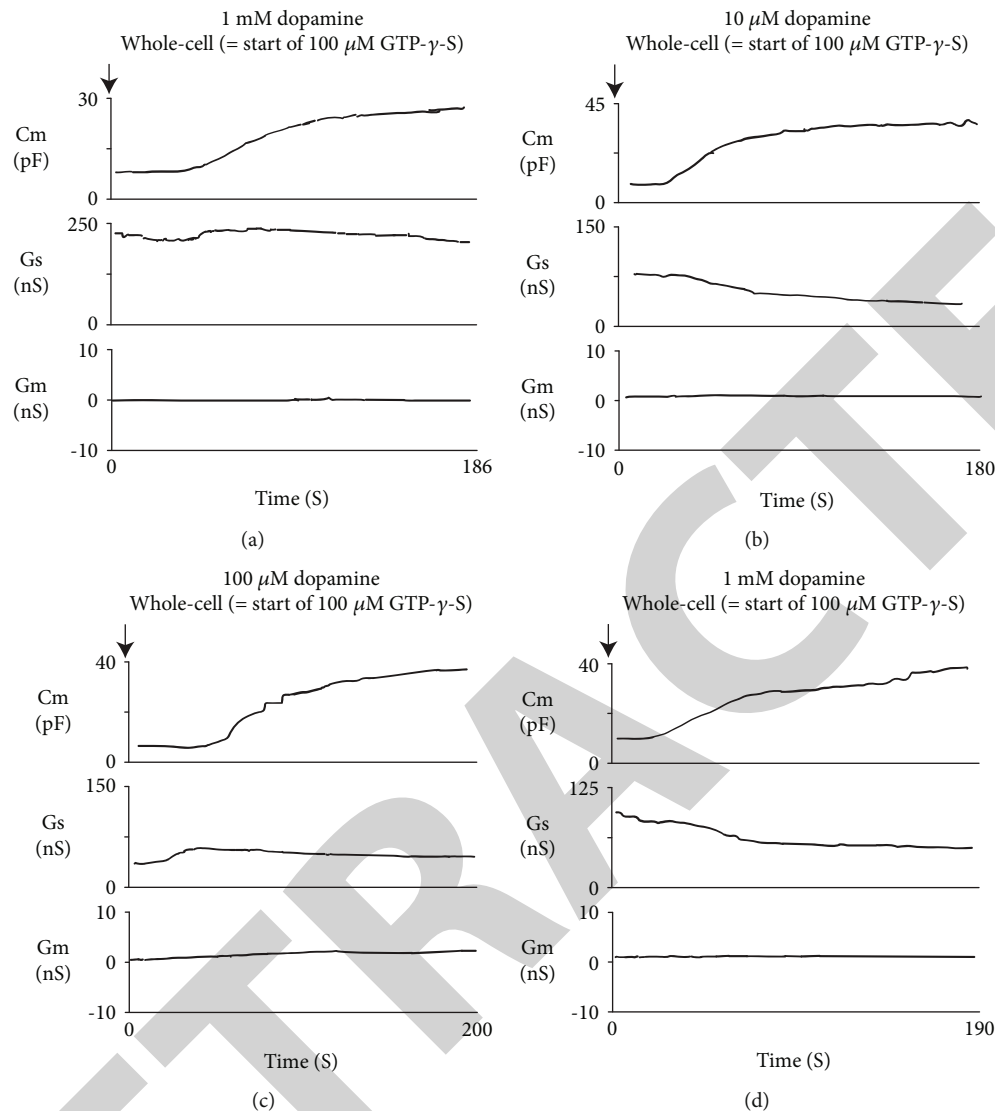 1 mM dopamine
Whole-cell (= start of 100 μM GTP-γ-S)
30
Cm
(pF)
0
250
Gs
(nS)
0
10
Gm
(nS)
0
-10
0
186
Time (S)
(a)
10 μM dopamine
Whole-cell (= start of 100 μM GTP-γ-S)
45
Cm
(pF)
0
150
Gs
(nS)
0
10
Gm
(nS)
0
-10
0
180
Time (S)
(b)
100 μM dopamine
Whole-cell (= start of 100 μM GTP-γ-S)
40
Cm
(pF)
0
150
Gs
(nS)
0
10
Gm
(nS)
0
-10
0
200
Time (S)
(c)
1 mM dopamine
Whole-cell (= start of 100 μM GTP-γ-S)
40
Cm
(pF)
0
125
Gs
(nS)
0
10
Gm
(nS)
0
-10
0
190
Time (S)
(d)
TRACTE